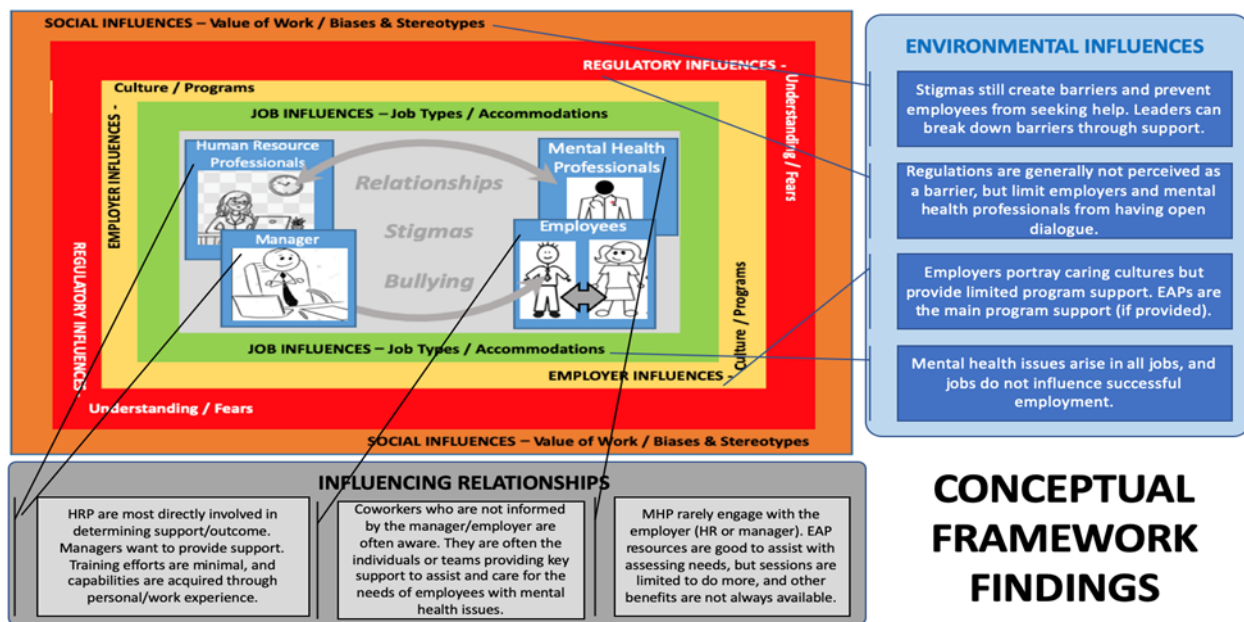 SOCIAL INFLUENCES – Value of Work / Biases & Stereotypes
REGULATORY INFLUENCES -
Understanding / Fears
Culture / Programs
EMPLOYER INFLUENCES -
JOB INFLUENCES – Job Types / Accommodations
Human Resource
Professionals
Mental Health
Professionals
Relationships
Stigmas
Bullying
Manager
Employees
JOB INFLUENCES – Job Types / Accommodations
EMPLOYER INFLUENCES -
Culture / Programs
REGULATORY INFLUENCES-
Understanding / Fears
SOCIAL INFLUENCES – Value of Work / Biases & Stereotypes
ENVIRONMENTAL INFLUENCES
Stigmas still create barriers and prevent
employees from seeking help. Leaders can
break down barriers through support.
Regulations are generally not perceived as
a barrier, but limit employers and mental
health professionals from having open
dialogue.
Employers portray caring cultures but
provide limited program support. EAPs are
the main program support (if provided).
Mental health issues arise in all jobs, and
jobs do not influence successful
employment.
INFLUENCING RELATIONSHIPS
HRP are most directly involved in
determining support/outcome.
Managers want to provide support.
Training efforts are minimal, and
capabilities are acquired through
personal/work experience.
Coworkers who are not informed
by the manager/employer are
often aware. They are often the
individuals or teams providing key
support to assist and care for the
needs of employees with mental
health issues.
MHP rarely engage with the
employer (HR or manager). EAP
resources are good to assist with
assessing needs, but sessions are
limited to do more, and other
benefits are not always available.
CONCEPTUAL
FRAMEWORK
FINDINGS